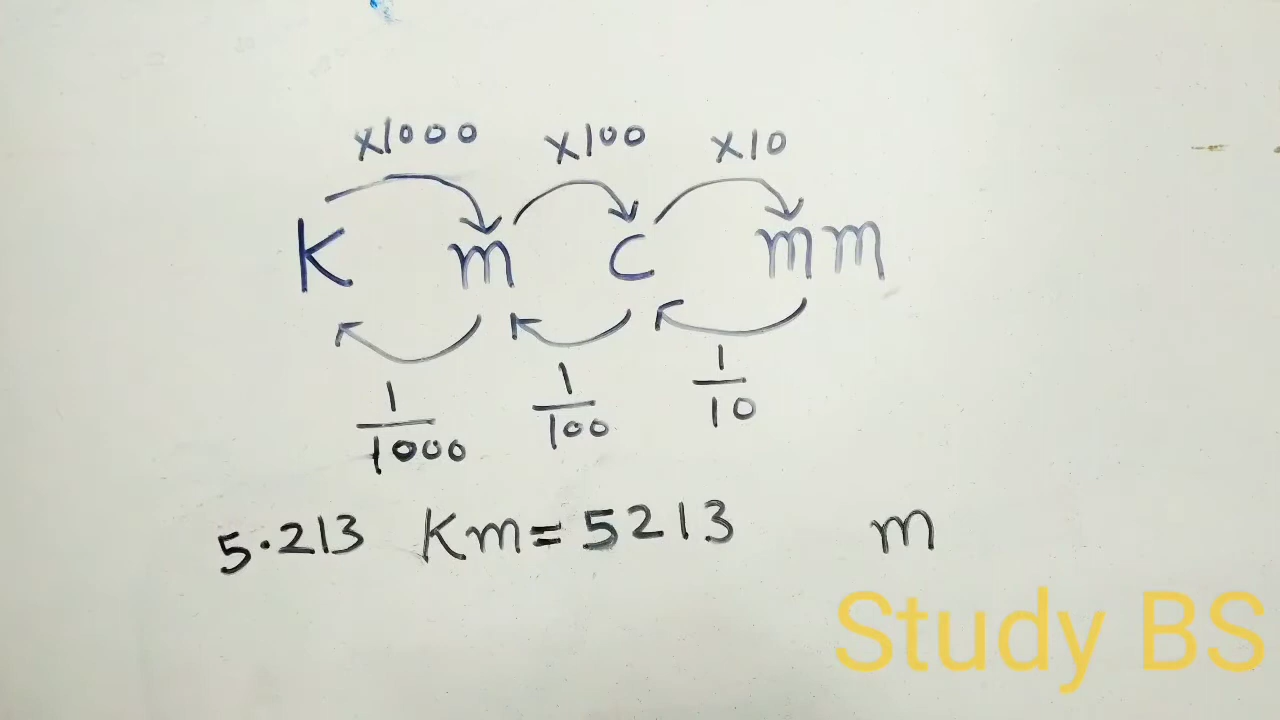 x1000 x100 x10
K m c mm
1/1000 1/100 1/10
5.213 Km = 5213 m
Study BS